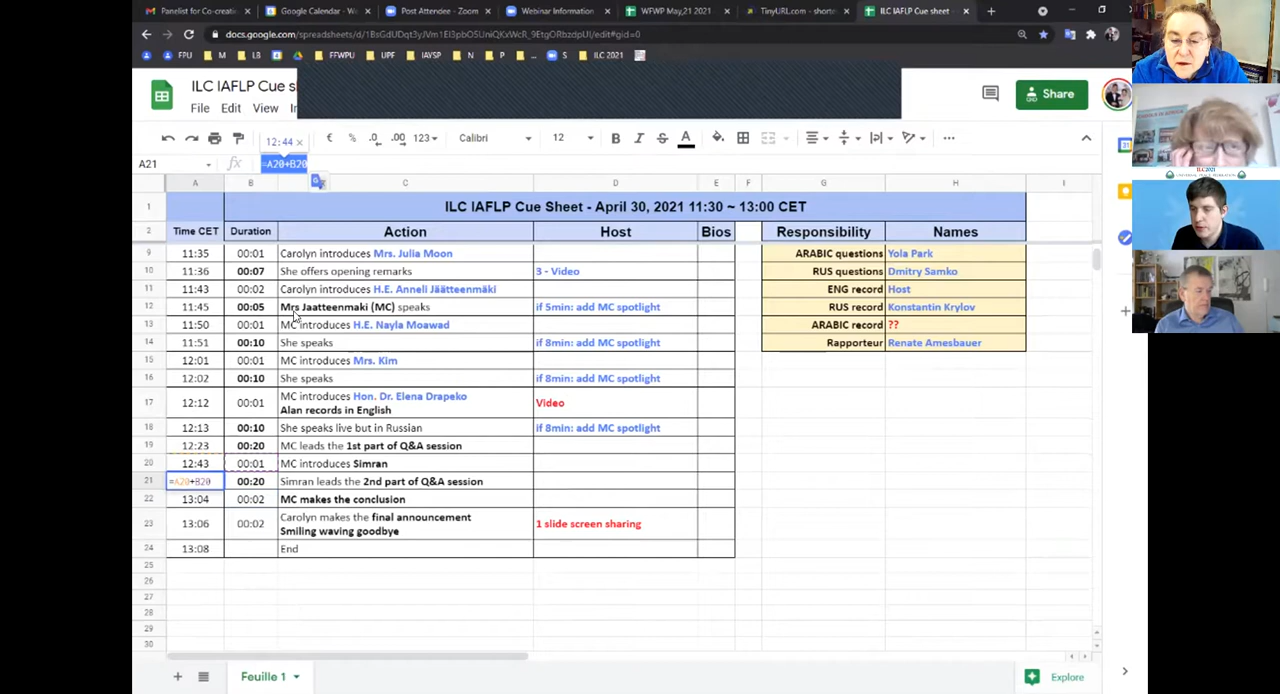 Panelist for Co-creati
Google Calendar - We
Post Attendee - Zoom
Webinar Information
WFWP May,21 2021
TinyURL.com - shorte
ILC IAFLP Cue sheet
docs.google.com/spreadsheets/d/1BsGdUDqt3yJVm1El3pbO5UniQKxWcR_9EtgORbzdpUI/edit#gid=0
FPU
M
LB
FFWPU
UPF
IAYSP
N
P
...
S
ILC 2021
ILC IAFLP Cue sh
File Edit View In
Share
12:44 ×
€ % .0 .00 123 Calibri 12 B I S A
A21 fx =A20+B20
A B C D E F G H I
1 ILC IAFLP Cue Sheet - April 30, 2021 11:30 ~ 13:00 CET
2 Time CET Duration Action Host Bios Responsibility Names
9 11:35 00:01 Carolyn introduces Mrs. Julia Moon ARABIC questions Yola Park
10 11:36 00:07 She offers opening remarks 3 - Video RUS questions Dmitry Samko
11 11:43 00:02 Carolyn introduces H.E. Anneli Jäätteenmäki ENG record Host
12 11:45 00:05 Mrs Jaatteenmaki (MC) speaks if 5min: add MC spotlight RUS record Konstantin Krylov
13 11:50 00:01 MC introduces H.E. Nayla Moawad ARABIC record ??
14 11:51 00:10 She speaks if 8min: add MC spotlight Rapporteur Renate Amesbauer
15 12:01 00:01 MC introduces Mrs. Kim
16 12:02 00:10 She speaks if 8min: add MC spotlight
17 12:12 00:01 MC introduces Hon. Dr. Elena Drapeko Video
Alan records in English
18 12:13 00:10 She speaks live but in Russian if 8min: add MC spotlight
19 12:23 00:20 MC leads the 1st part of Q&A session
20 12:43 00:01 MC introduces Simran
21 =A20+B20 00:20 Simran leads the 2nd part of Q&A session
22 13:04 00:02 MC makes the conclusion
23 13:06 00:02 Carolyn makes the final announcement 1 slide screen sharing
Smiling waving goodbye
24 13:08 End
25
26
27
28
29
30
Feuille 1
Explore
ILC2021